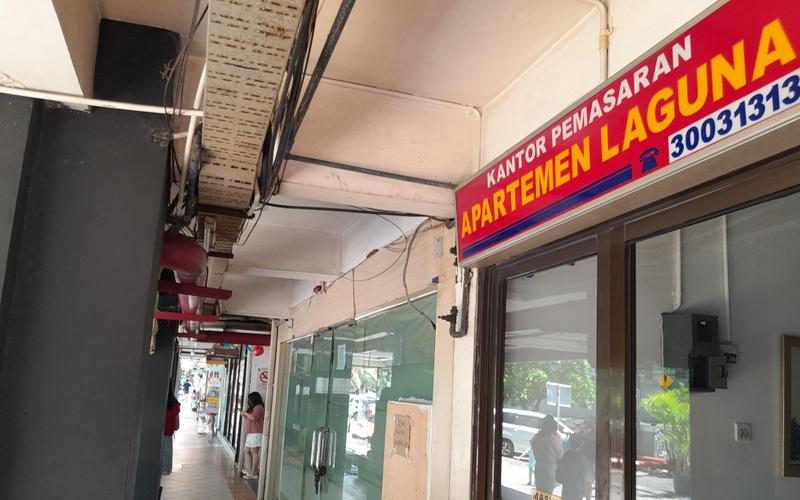 KANTOR PEMASARAN
APARTEMEN LAGUNA
30031313